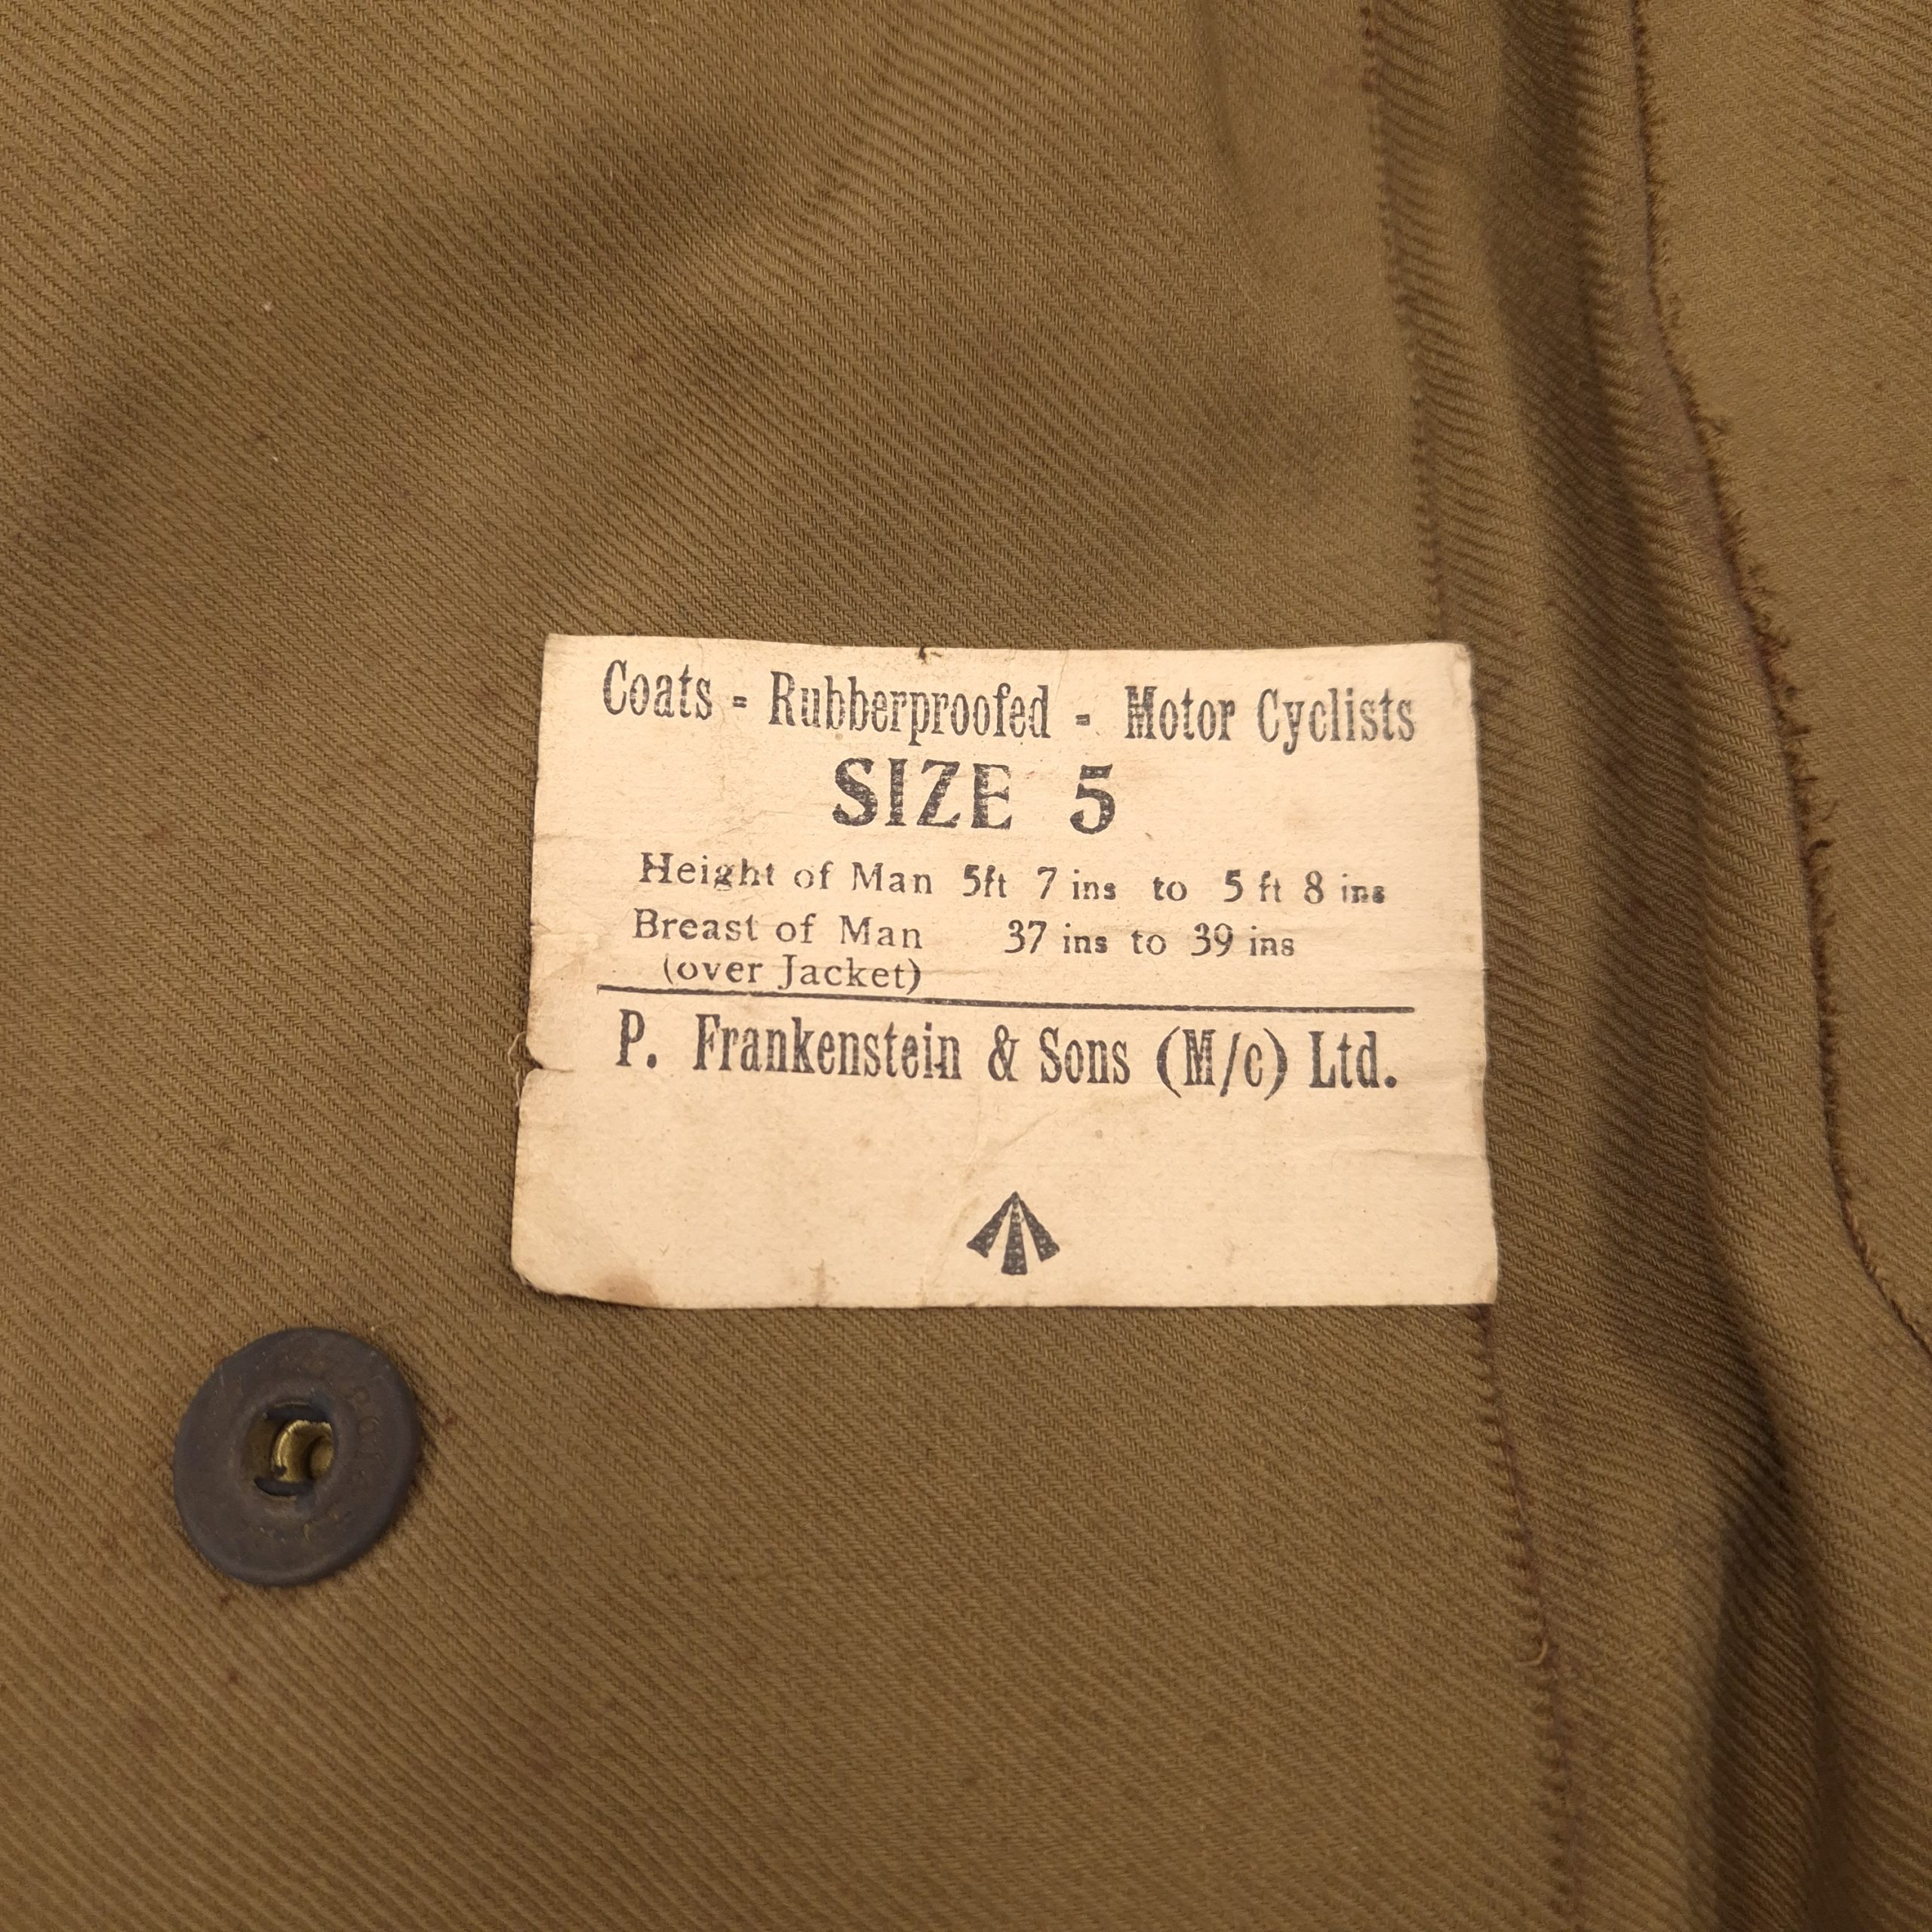 Coats - Rubberproofed - Motor Cyclists
SIZE 5
Height of Man 5ft 7 ins to 5 ft 8 ins
Breast of Man 37 ins to 39 ins
(over Jacket)
P. Frankenstein & Sons (M/c) Ltd.